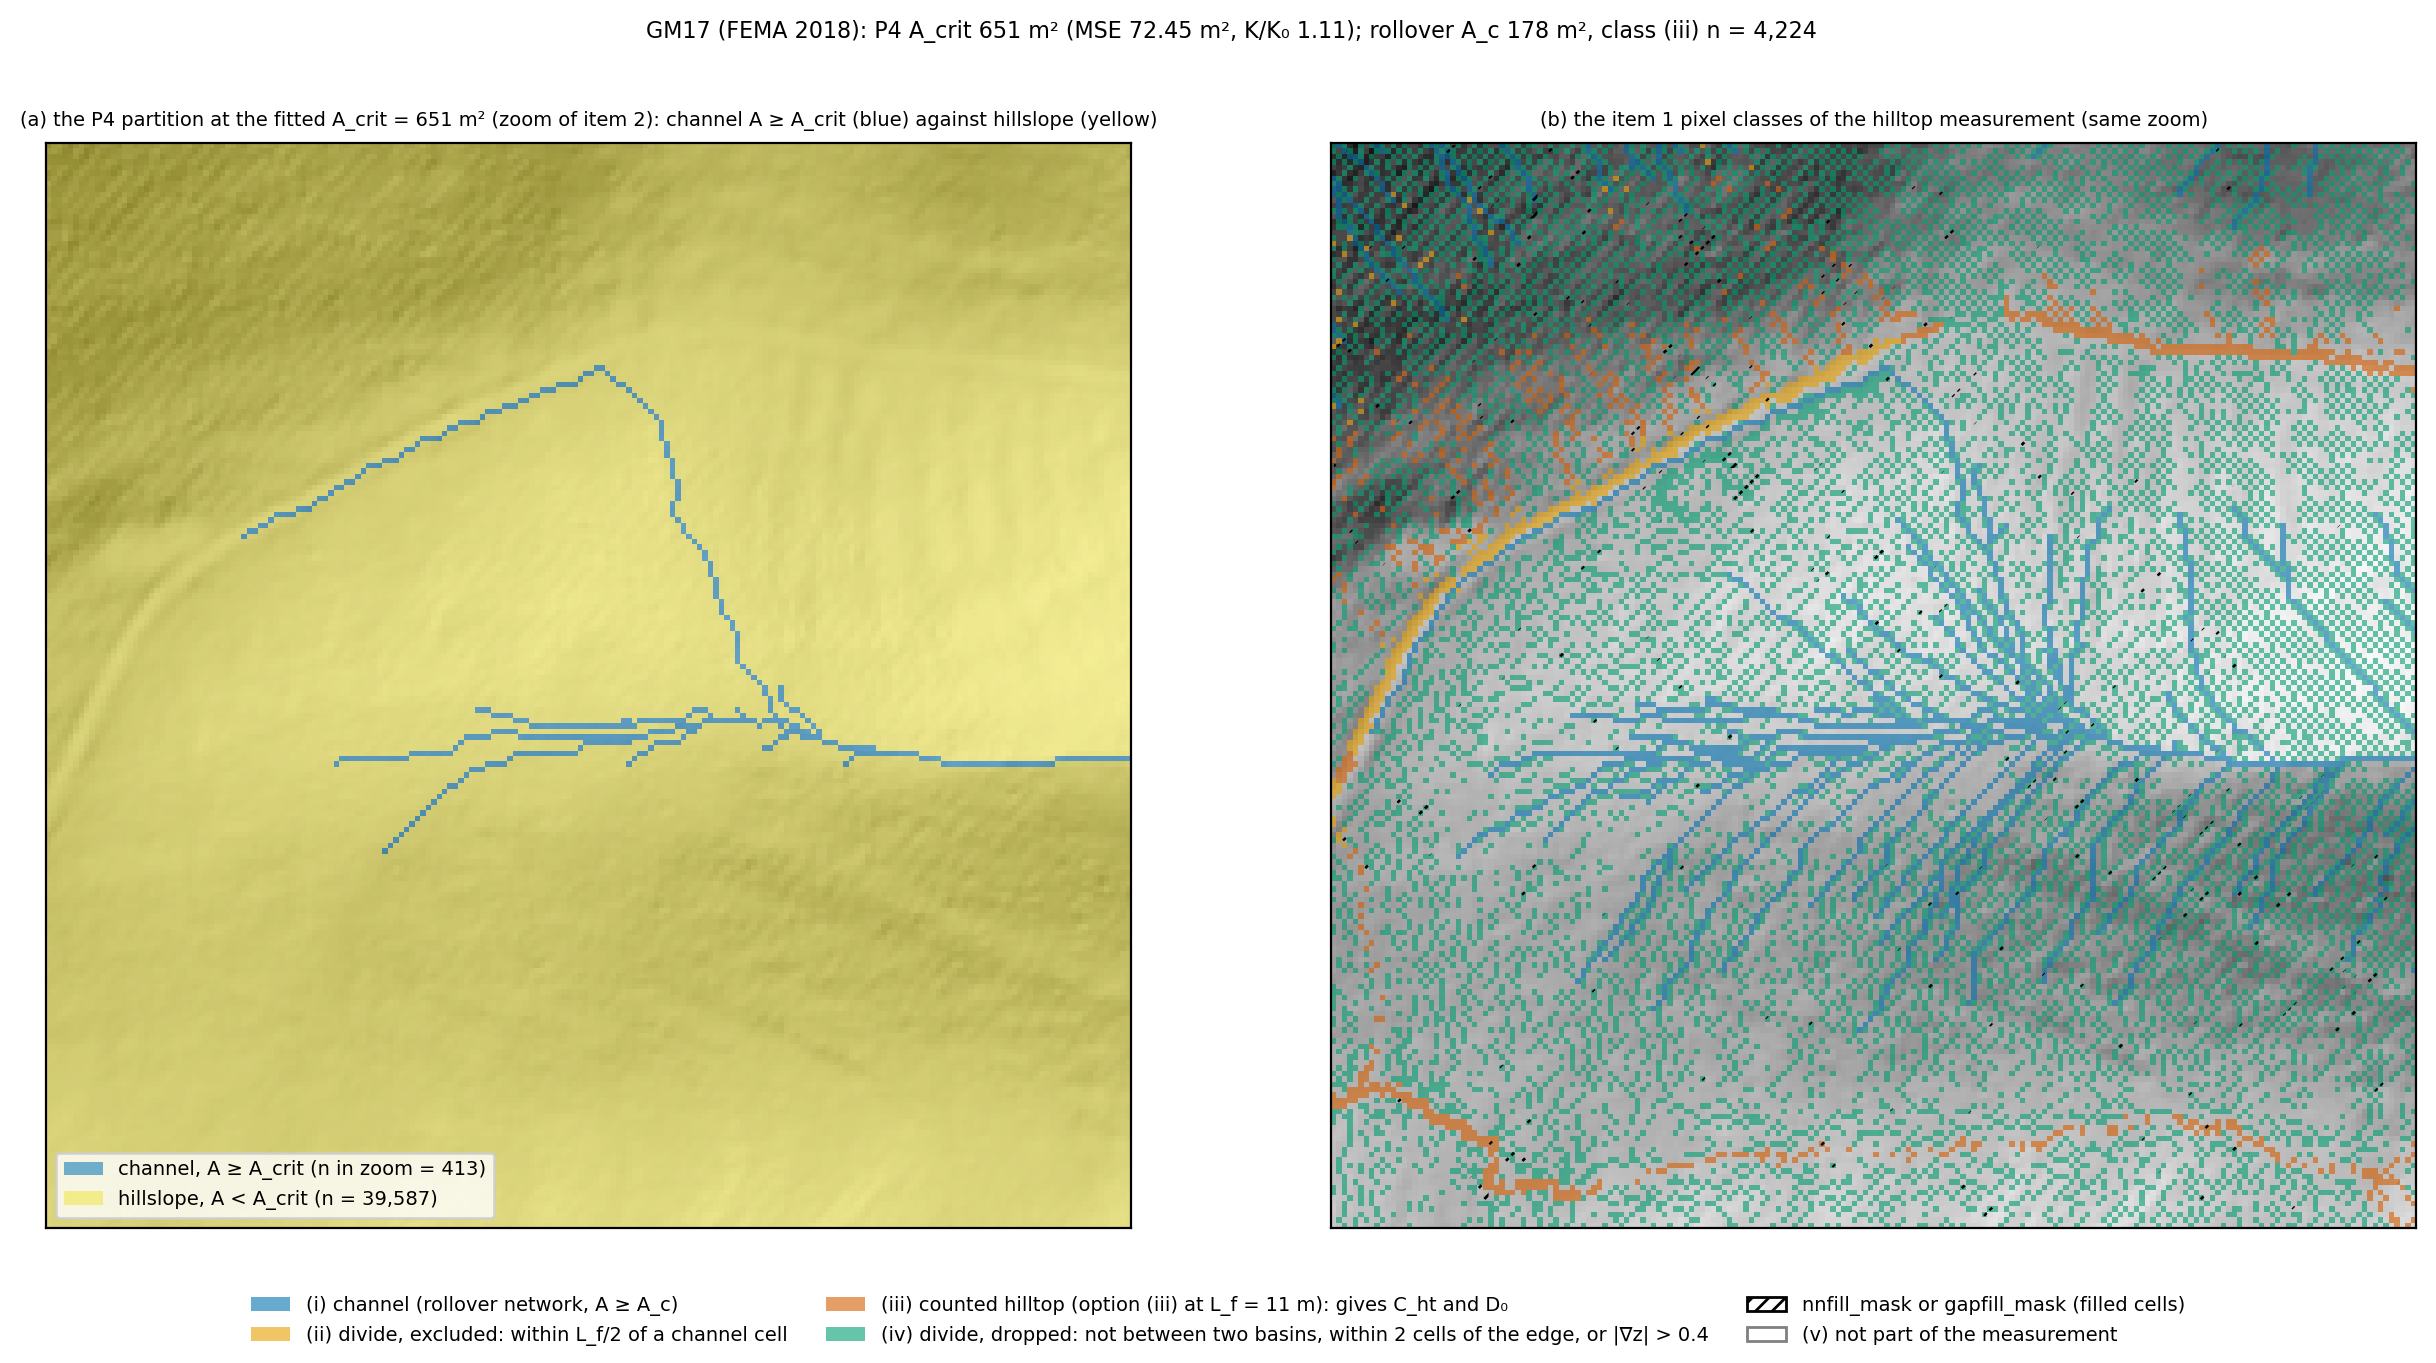 GM17 (FEMA 2018): P4 A_crit 651 m² (MSE 72.45 m², K/K₀ 1.11); rollover A_c 178 m², class (iii) n = 4,224
(a) the P4 partition at the fitted A_crit = 651 m² (zoom of item 2): channel A ≥ A_crit (blue) against hillslope (yellow)
(b) the item 1 pixel classes of the hilltop measurement (same zoom)
channel, A ≥ A_crit (n in zoom = 413)
hillslope, A < A_crit (n = 39,587)
(i) channel (rollover network, A ≥ A_c)
(ii) divide, excluded: within L_f/2 of a channel cell
(iii) counted hilltop (option (iii) at L_f = 11 m): gives C_ht and D₀
(iv) divide, dropped: not between two basins, within 2 cells of the edge, or |∇z| > 0.4
nnfill_mask or gapfill_mask (filled cells)
(v) not part of the measurement